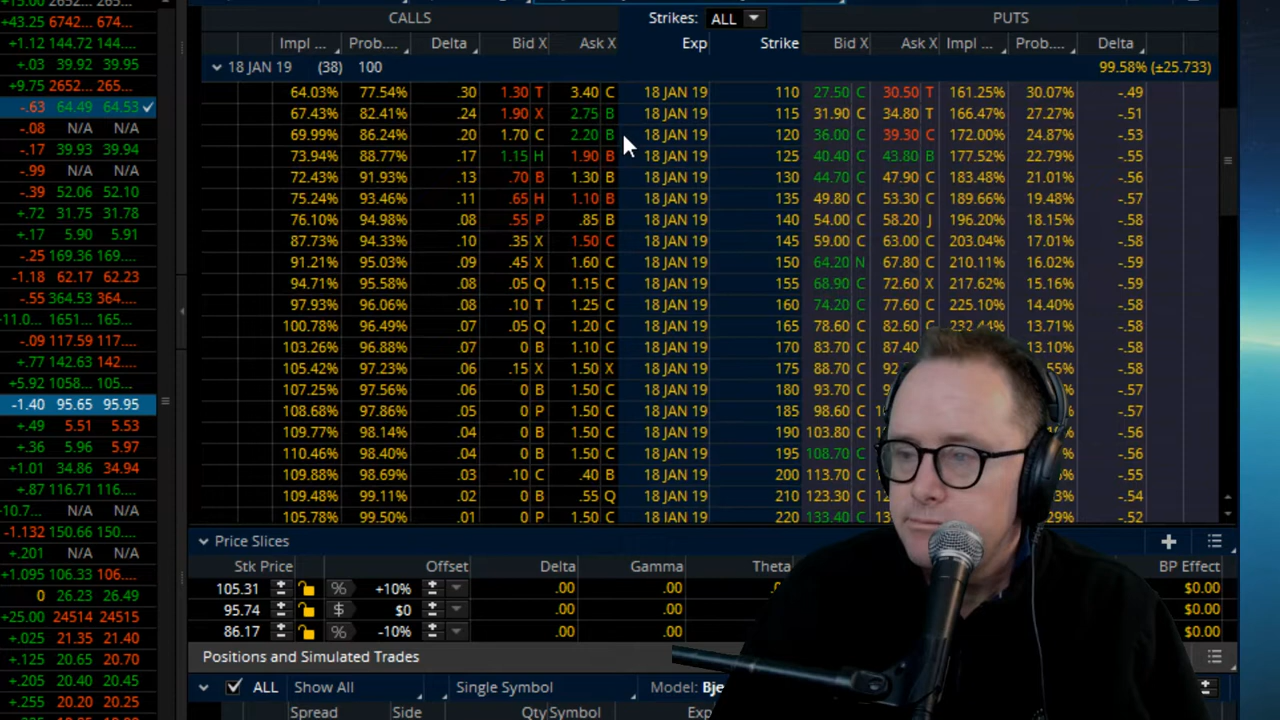 +15.00 2652...
+43.25 6742... 674...
+1.12 144.72 144...
+.03 39.92 39.95
+9.75 2652... 265...
-.63 64.49 64.53
-.08 N/A N/A
-.17 39.93 39.94
-.99 N/A N/A
-.39 52.06 52.10
+.72 31.75 31.78
+.17 5.90 5.91
-.25 169.36 169....
-1.18 62.17 62.23
-.55 364.53 364...
-11.0... 1651... 165...
-.09 117.59 117....
+.77 142.63 142...
+5.92 1058... 105...
-1.40 95.65 95.95
+.49 5.51 5.53
+.36 5.96 5.97
+1.01 34.86 34.94
+.87 116.71 116....
-10.7... N/A N/A
-1.132 150.66 150....
+.201 N/A N/A
+1.095 106.33 106....
0 26.23 26.49
+25.00 24514 24515
+.025 21.35 21.40
+.125 20.65 20.70
+.205 20.40 20.45
+.255 20.20 20.25
CALLS Strikes: ALL PUTS
Impl ... Prob.... Delta Bid X Ask X Exp Strike Bid X Ask X Impl ... Prob.... Delta
18 JAN 19 (38) 100 99.58% (±25.733)
64.03% 77.54% .30 1.30 T 3.40 C 18 JAN 19 110 27.50 C 30.50 T 161.25% 30.07% -.49
67.43% 82.41% .24 1.90 X 2.75 B 18 JAN 19 115 31.90 C 34.80 T 166.47% 27.27% -.51
69.99% 86.24% .20 1.70 C 2.20 B 18 JAN 19 120 36.00 C 39.30 C 172.00% 24.87% -.53
73.94% 88.77% .17 1.15 H 1.90 B 18 JAN 19 125 40.40 C 43.80 B 177.52% 22.79% -.55
72.43% 91.93% .13 .70 B 1.30 B 18 JAN 19 130 44.70 C 47.90 C 183.48% 21.01% -.56
75.24% 93.46% .11 .65 H 1.10 B 18 JAN 19 135 49.80 C 53.30 C 189.66% 19.48% -.57
76.10% 94.98% .08 .55 P .85 B 18 JAN 19 140 54.00 C 58.20 J 196.20% 18.15% -.58
87.73% 94.33% .10 .35 X 1.50 C 18 JAN 19 145 59.00 C 63.00 C 203.04% 17.01% -.58
91.21% 95.03% .09 .45 X 1.60 C 18 JAN 19 150 64.20 N 67.80 C 210.11% 16.02% -.59
94.71% 95.58% .08 .05 Q 1.15 C 18 JAN 19 155 68.90 C 72.60 X 217.62% 15.16% -.59
97.93% 96.06% .08 .10 T 1.25 C 18 JAN 19 160 74.20 C 77.60 C 225.10% 14.40% -.58
100.78% 96.49% .07 .05 Q 1.20 C 18 JAN 19 165 78.60 C 82.60 C 232.44% 13.71% -.58
103.26% 96.88% .07 0 B 1.10 C 18 JAN 19 170 83.70 C 87.40 13.10% -.58
105.42% 97.23% .06 .15 X 1.50 X 18 JAN 19 175 88.70 C -.58
107.25% 97.56% .06 0 B 1.50 C 18 JAN 19 180 93.70 C -.57
108.68% 97.86% .05 0 P 1.50 C 18 JAN 19 185 98.60 C -.57
109.77% 98.14% .04 0 B 1.50 C 18 JAN 19 190 103.80 C -.56
110.46% 98.40% .04 0 B 1.50 C 18 JAN 19 195 108.70 C -.56
109.88% 98.69% .03 .10 C .40 B 18 JAN 19 200 113.70 C -.55
109.48% 99.11% .02 0 B .55 Q 18 JAN 19 210 123.30 C -.54
105.78% 99.50% .01 0 P 1.50 C 18 JAN 19 220 133.40 C -.52
Price Slices
Stk Price Offset Delta Gamma Theta BP Effect
105.31 % +10% .00 .00 $0.00
95.74 $ $0 .00 .00 $0.00
86.17 % -10% .00 .00 $0.00
Positions and Simulated Trades
ALL Show All Single Symbol Model: Bje
Spread Side Qty Symbol Exp